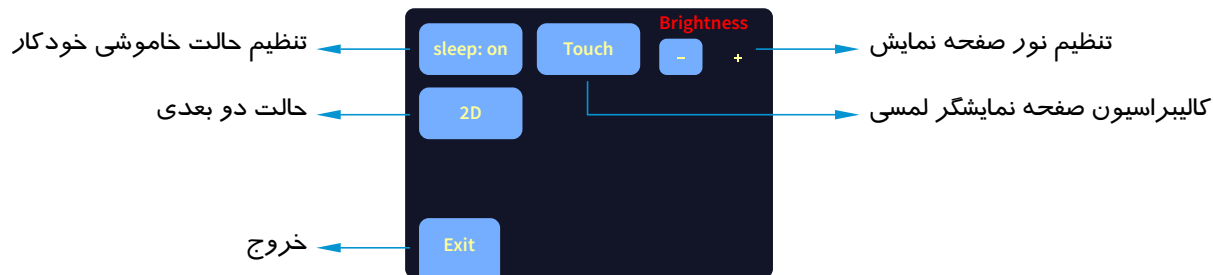 Brightness
تنظیم حالت خاموشی خودکار
sleep: on
Touch
-
+
تنظیم نور صفحه نمایش
حالت دو بعدی
2D
کالیبراسیون صفحه نمایشگر لمسی
خروج
Exit